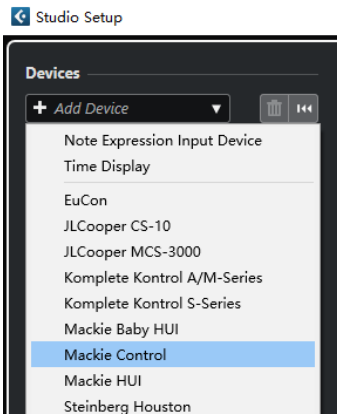 Studio Setup
Devices
Add Device
Note Expression Input Device
Time Display
EuCon
JLCooper CS-10
JLCooper MCS-3000
Komplete Kontrol A/M-Series
Komplete Kontrol S-Series
Mackie Baby HUI
Mackie Control
Mackie HUI
Steinberg Houston